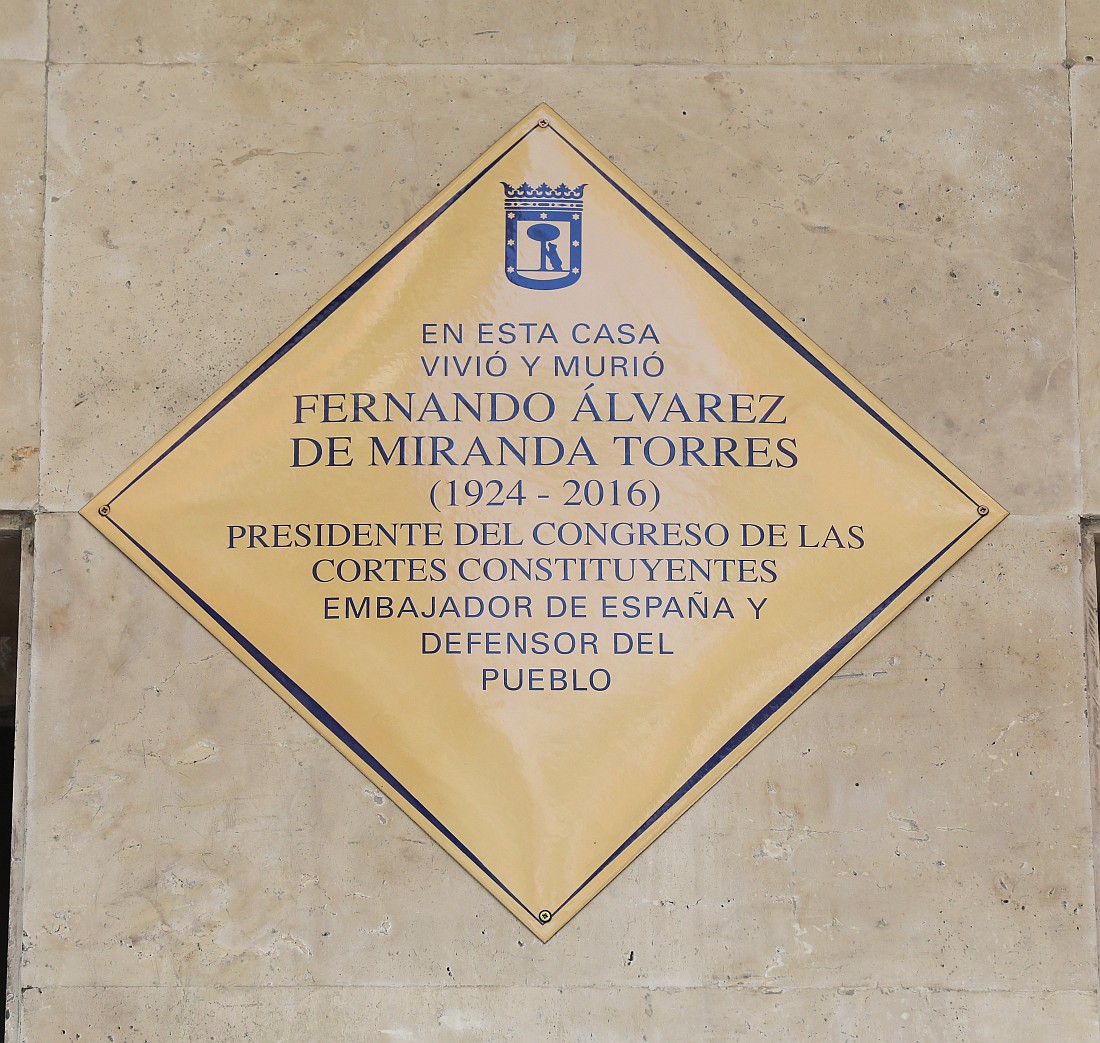 EN ESTA CASA
VIVIÓ Y MURIÓ
FERNANDO ÁLVAREZ
DE MIRANDA TORRES
(1924 - 2016)
PRESIDENTE DEL CONGRESO DE LAS
CORTES CONSTITUYENTES
EMBAJADOR DE ESPAÑA Y
DEFENSOR DEL
PUEBLO